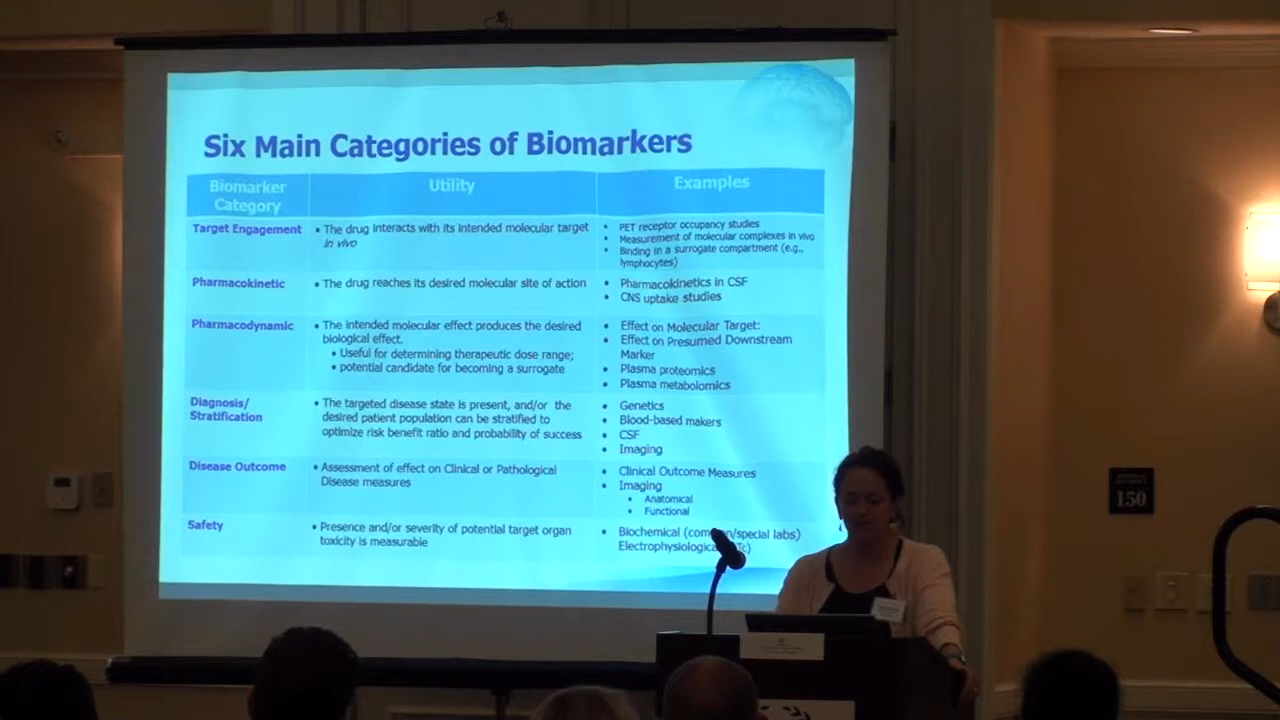 Six Main Categories of Biomarkers
Biomarker
Category
Utility
Examples
Target Engagement
• The drug interacts with its intended molecular target
in vivo
• PET receptor occupancy studies
• Measurement of molecular complexes in vivo
• Binding in a surrogate compartment (e.g.,
lymphocytes)
Pharmacokinetic
• The drug reaches its desired molecular site of action
• Pharmacokinetics in CSF
• CNS uptake studies
Pharmacodynamic
• The intended molecular effect produces the desired
biological effect.
• Useful for determining therapeutic dose range;
• potential candidate for becoming a surrogate
• Effect on Molecular Target:
• Effect on Presumed Downstream
Marker
• Plasma proteomics
• Plasma metabolomics
Diagnosis/
Stratification
• The targeted disease state is present, and/or the
desired patient population can be stratified to
optimize risk benefit ratio and probability of success
• Genetics
• Blood-based makers
• CSF
• Imaging
Disease Outcome
• Assessment of effect on Clinical or Pathological
Disease measures
• Clinical Outcome Measures
• Imaging
• Anatomical
• Functional
Safety
• Presence and/or severity of potential target organ
toxicity is measurable
• Biochemical (common/special labs)
Electrophysiological
150